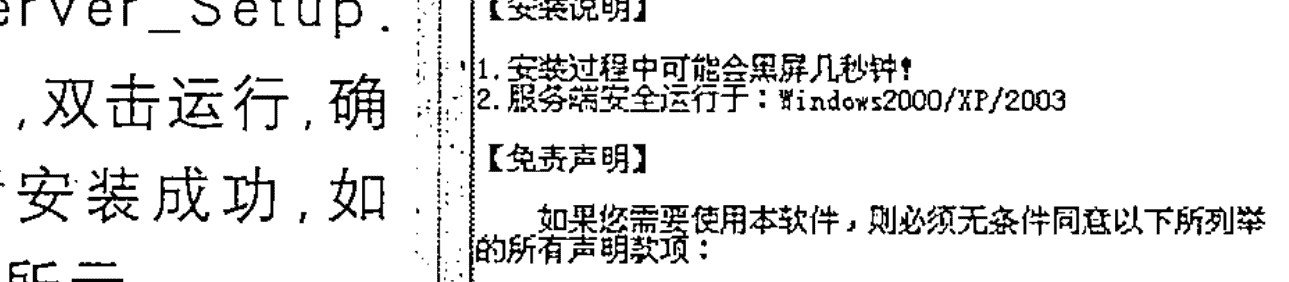 erver_Setup.
,双击运行,确
安装成功,如
所示
【安装说明】
1.安装过程中可能会黑屏几秒钟!
2.服务端安全运行于:Windows2000/XP/2003
【免责声明】
如果您需要使用本软件,则必须无条件同意以下所列举
的所有声明款项: